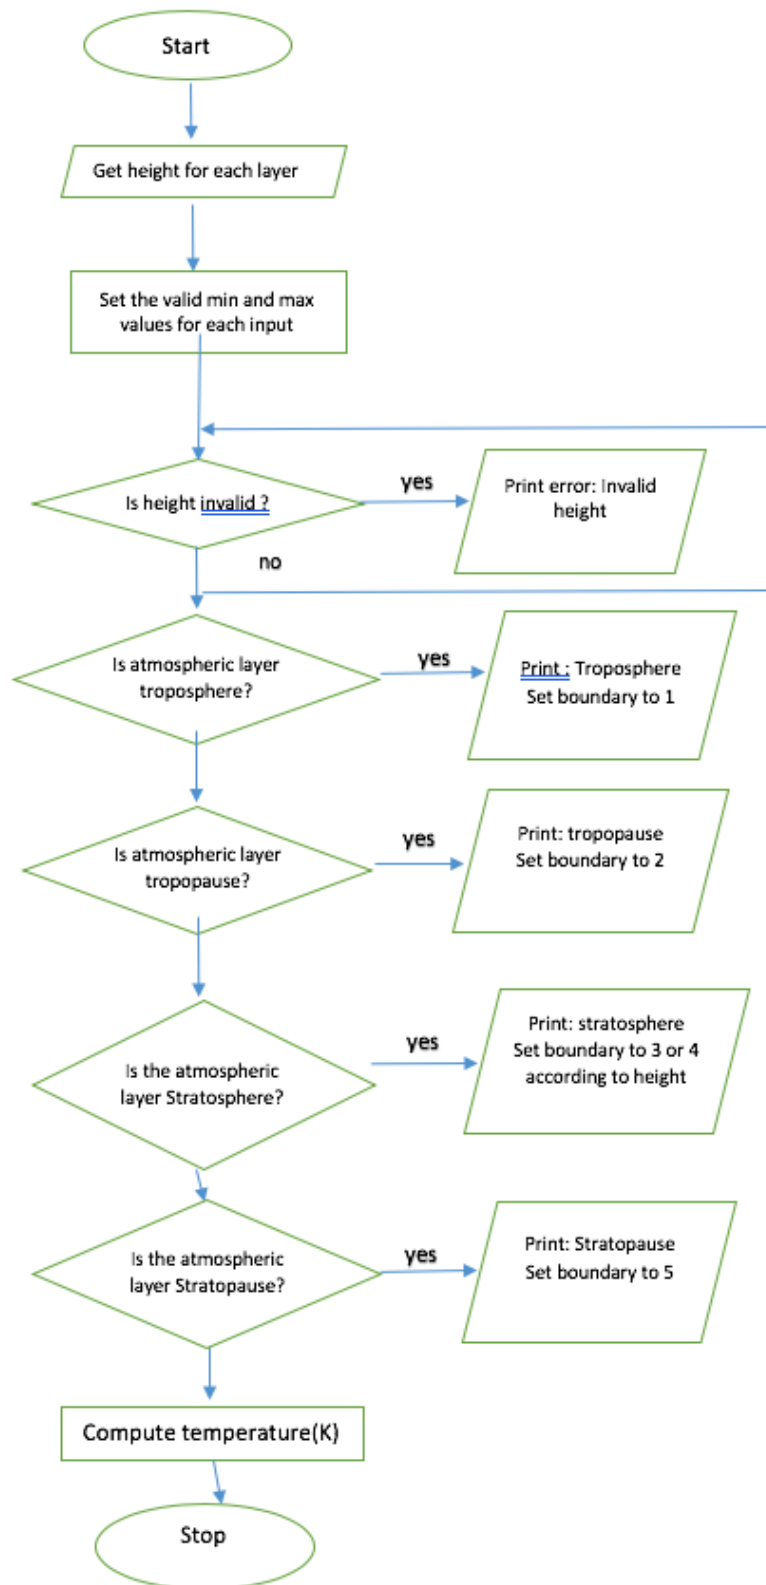 Start
Get height for each layer
Set the valid min and max
values for each input
Is height invalid ?
yes
Print error: Invalid
height
no
Is atmospheric layer
troposphere?
yes
Print : Troposphere
Set boundary to 1
Is atmospheric layer
tropopause?
yes
Print: tropopause
Set boundary to 2
Is the atmospheric
layer Stratosphere?
yes
Print: stratosphere
Set boundary to 3 or 4
according to height
Is the atmospheric
layer Stratopause?
yes
Print: Stratopause
Set boundary to 5
Compute temperature(K)
Stop